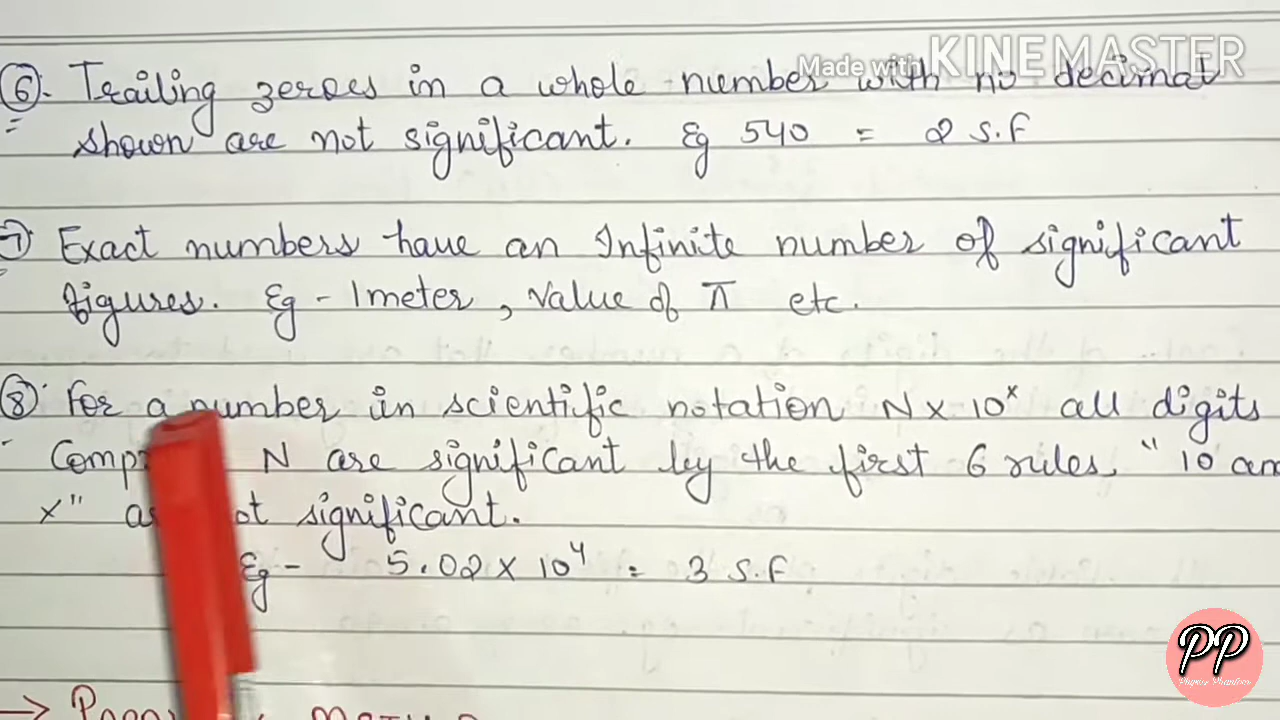 Made with KINEMASTER
⑥. Trailing zeroes in a whole number with no decimal
shown are not significant. Eg 540 = 2 S.F
7. Exact numbers have an Infinite number of significant
figures. Eg - 1 meter, Value of π etc.
⑧. For a number in scientific notation N × 10ˣ all digits
N are significant by the first 6 rules, "10
x" significant.
Eg - 5.02 × 10⁴ = 3 S.F
PP
→